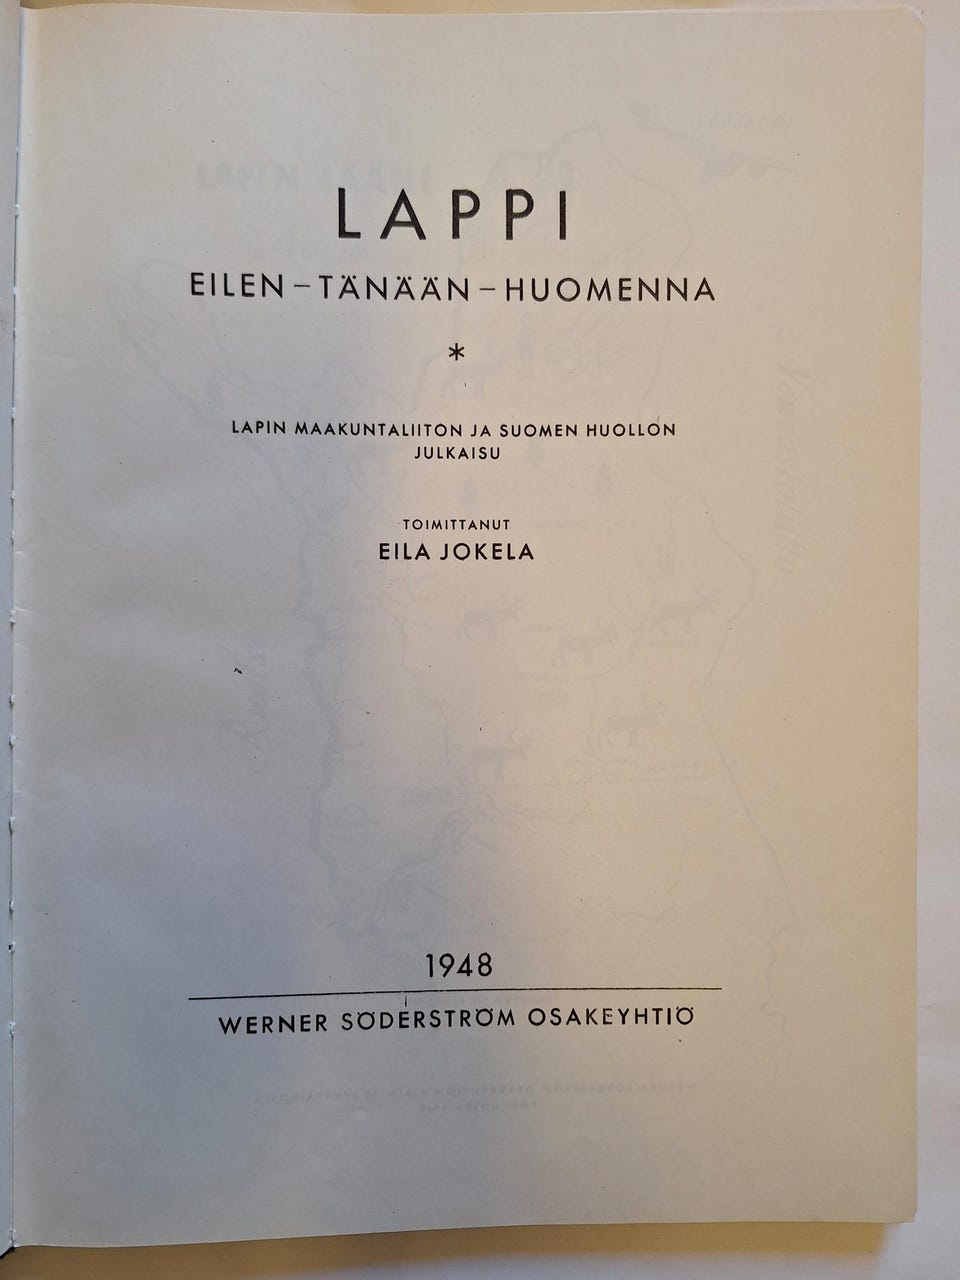 LAPPI
EILEN – TÄNÄÄN – HUOMENNA
*
LAPIN MAAKUNTALIITON JA SUOMEN HUOLLON
JULKAISU
TOIMITTANUT
EILA JOKELA
1948
WERNER SÖDERSTRÖM OSAKEYHTIÖ